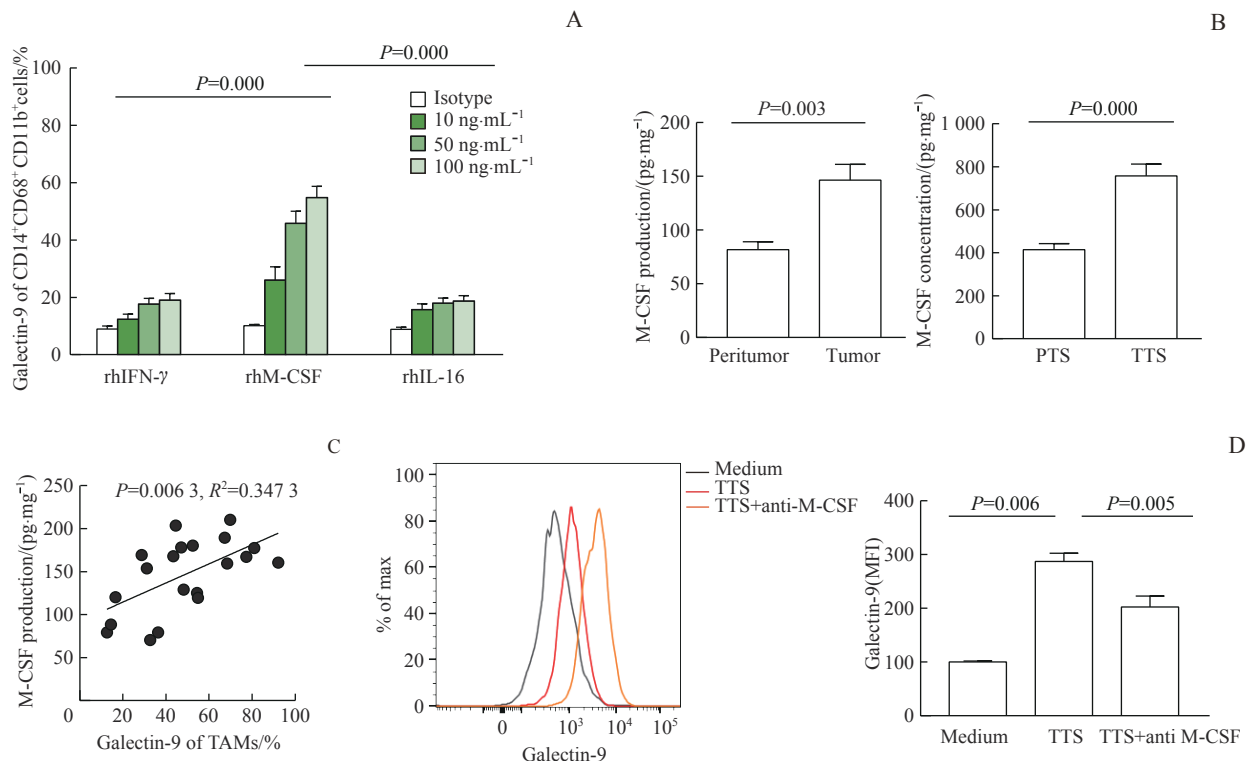 A
Galectin-9 of CD14⁺CD68⁺ CD11b⁺cells/%
100
80
60
40
20
0
P=0.000
P=0.000
Isotype
10 ng·mL⁻¹
50 ng·mL⁻¹
100 ng·mL⁻¹
rhIFN-γ
rhM-CSF
rhIL-16
B
M-CSF production/(pg·mg⁻¹)
200
150
100
50
0
P=0.003
Peritumor
Tumor
M-CSF concentration/(pg·mg⁻¹)
1 000
800
600
400
200
0
P=0.000
PTS
TTS
C
M-CSF production/(pg·mg⁻¹)
250
200
150
100
50
P=0.006 3, R²=0.347 3
0
20
40
60
80
100
Galectin-9 of TAMs/%
% of max
100
80
60
40
20
0
0
10³
10⁴
10⁵
Galectin-9
Medium
TTS
TTS+anti-M-CSF
D
Galectin-9(MFI)
400
300
200
100
0
P=0.006
P=0.005
Medium
TTS
TTS+anti M-CSF